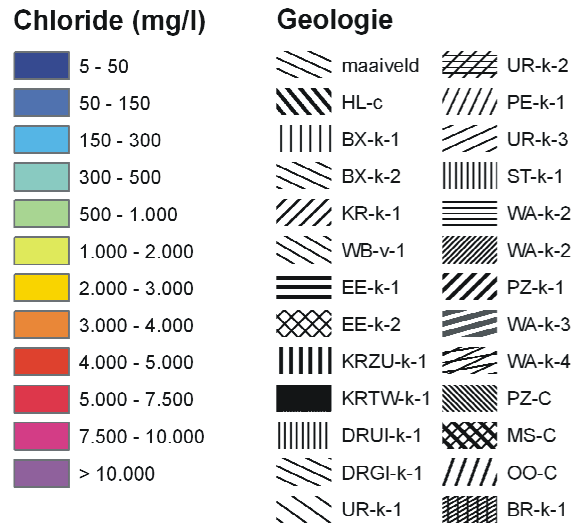 Chloride (mg/l)
5 - 50
50 - 150
150 - 300
300 - 500
500 - 1.000
1.000 - 2.000
2.000 - 3.000
3.000 - 4.000
4.000 - 5.000
5.000 - 7.500
7.500 - 10.000
> 10.000
Geologie
maaiveld
HL-c
BX-k-1
BX-k-2
KR-k-1
WB-v-1
EE-k-1
EE-k-2
KRZU-k-1
KRTW-k-1
DRUI-k-1
DRGI-k-1
UR-k-1
UR-k-2
PE-k-1
UR-k-3
ST-k-1
WA-k-2
WA-k-2
PZ-k-1
WA-k-3
WA-k-4
PZ-C
MS-C
OO-C
BR-k-1